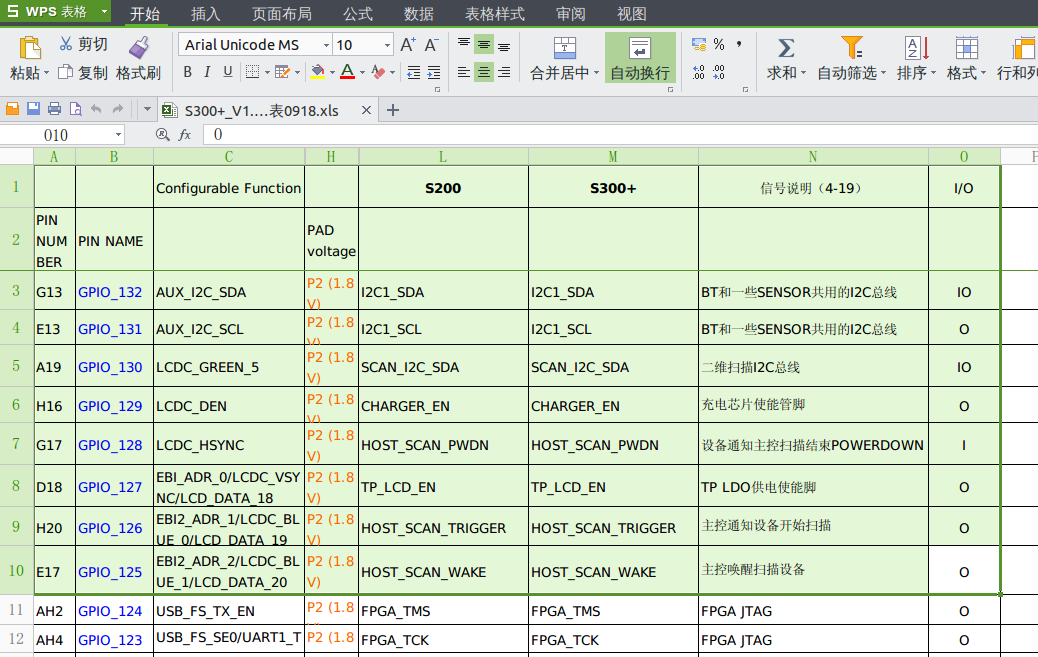 S WPS 表格 开始 插入 页面布局 公式 数据 表格样式 审阅 视图
剪切 Arial Unicode MS 10 A+ A- % ,
粘贴 复制 格式刷 B I U 合并居中 自动换行 求和 自动筛选 排序 格式 行和列
S300+_V1....表0918.xls
O10 fx O
A B C H L M N O P
1 Configurable Function S200 S300+ 信号说明（4-19） I/O
2 PIN NUMBER PIN NAME PAD voltage
3 G13 GPIO_132 AUX_I2C_SDA P2 (1.8V) I2C1_SDA I2C1_SDA BT和一些SENSOR共用的I2C总线 IO
4 E13 GPIO_131 AUX_I2C_SCL P2 (1.8V) I2C1_SCL I2C1_SCL BT和一些SENSOR共用的I2C总线 O
5 A19 GPIO_130 LCDC_GREEN_5 P2 (1.8V) SCAN_I2C_SDA SCAN_I2C_SDA 二维扫描I2C总线 IO
6 H16 GPIO_129 LCDC_DEN P2 (1.8V) CHARGER_EN CHARGER_EN 充电芯片使能管脚 O
7 G17 GPIO_128 LCDC_HSYNC P2 (1.8V) HOST_SCAN_PWDN HOST_SCAN_PWDN 设备通知主控扫描结束POWERDOWN I
8 D18 GPIO_127 EBI_ADR_0/LCDC_VSYNC/LCD_DATA_18 P2 (1.8V) TP_LCD_EN TP_LCD_EN TP LDO供电使能脚 O
9 H20 GPIO_126 EBI2_ADR_1/LCDC_BLUE_0/LCD_DATA_19 P2 (1.8V) HOST_SCAN_TRIGGER HOST_SCAN_TRIGGER 主控通知设备开始扫描 O
10 E17 GPIO_125 EBI2_ADR_2/LCDC_BLUE_1/LCD_DATA_20 P2 (1.8V) HOST_SCAN_WAKE HOST_SCAN_WAKE 主控唤醒扫描设备 O
11 AH2 GPIO_124 USB_FS_TX_EN P2 (1.8 FPGA_TMS FPGA_TMS FPGA JTAG O
12 AH4 GPIO_123 USB_FS_SE0/UART1_T P2 (1.8 FPGA_TCK FPGA_TCK FPGA JTAG O